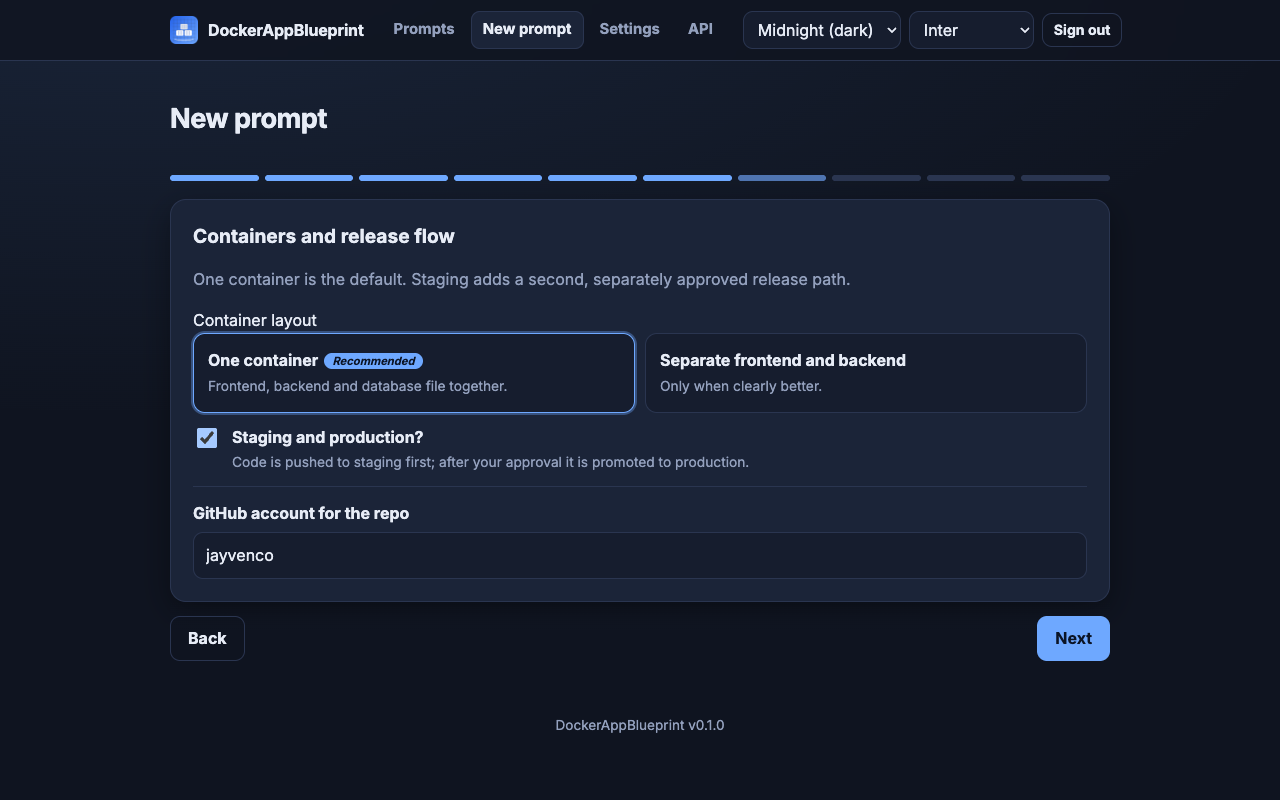 DockerAppBlueprint Prompts New prompt Settings API Midnight (dark) Inter Sign out
New prompt
Containers and release flow
One container is the default. Staging adds a second, separately approved release path.
Container layout
One container Recommended
Frontend, backend and database file together.
Separate frontend and backend
Only when clearly better.
Staging and production?
Code is pushed to staging first; after your approval it is promoted to production.
GitHub account for the repo
jayvenco
Back
Next
DockerAppBlueprint v0.1.0